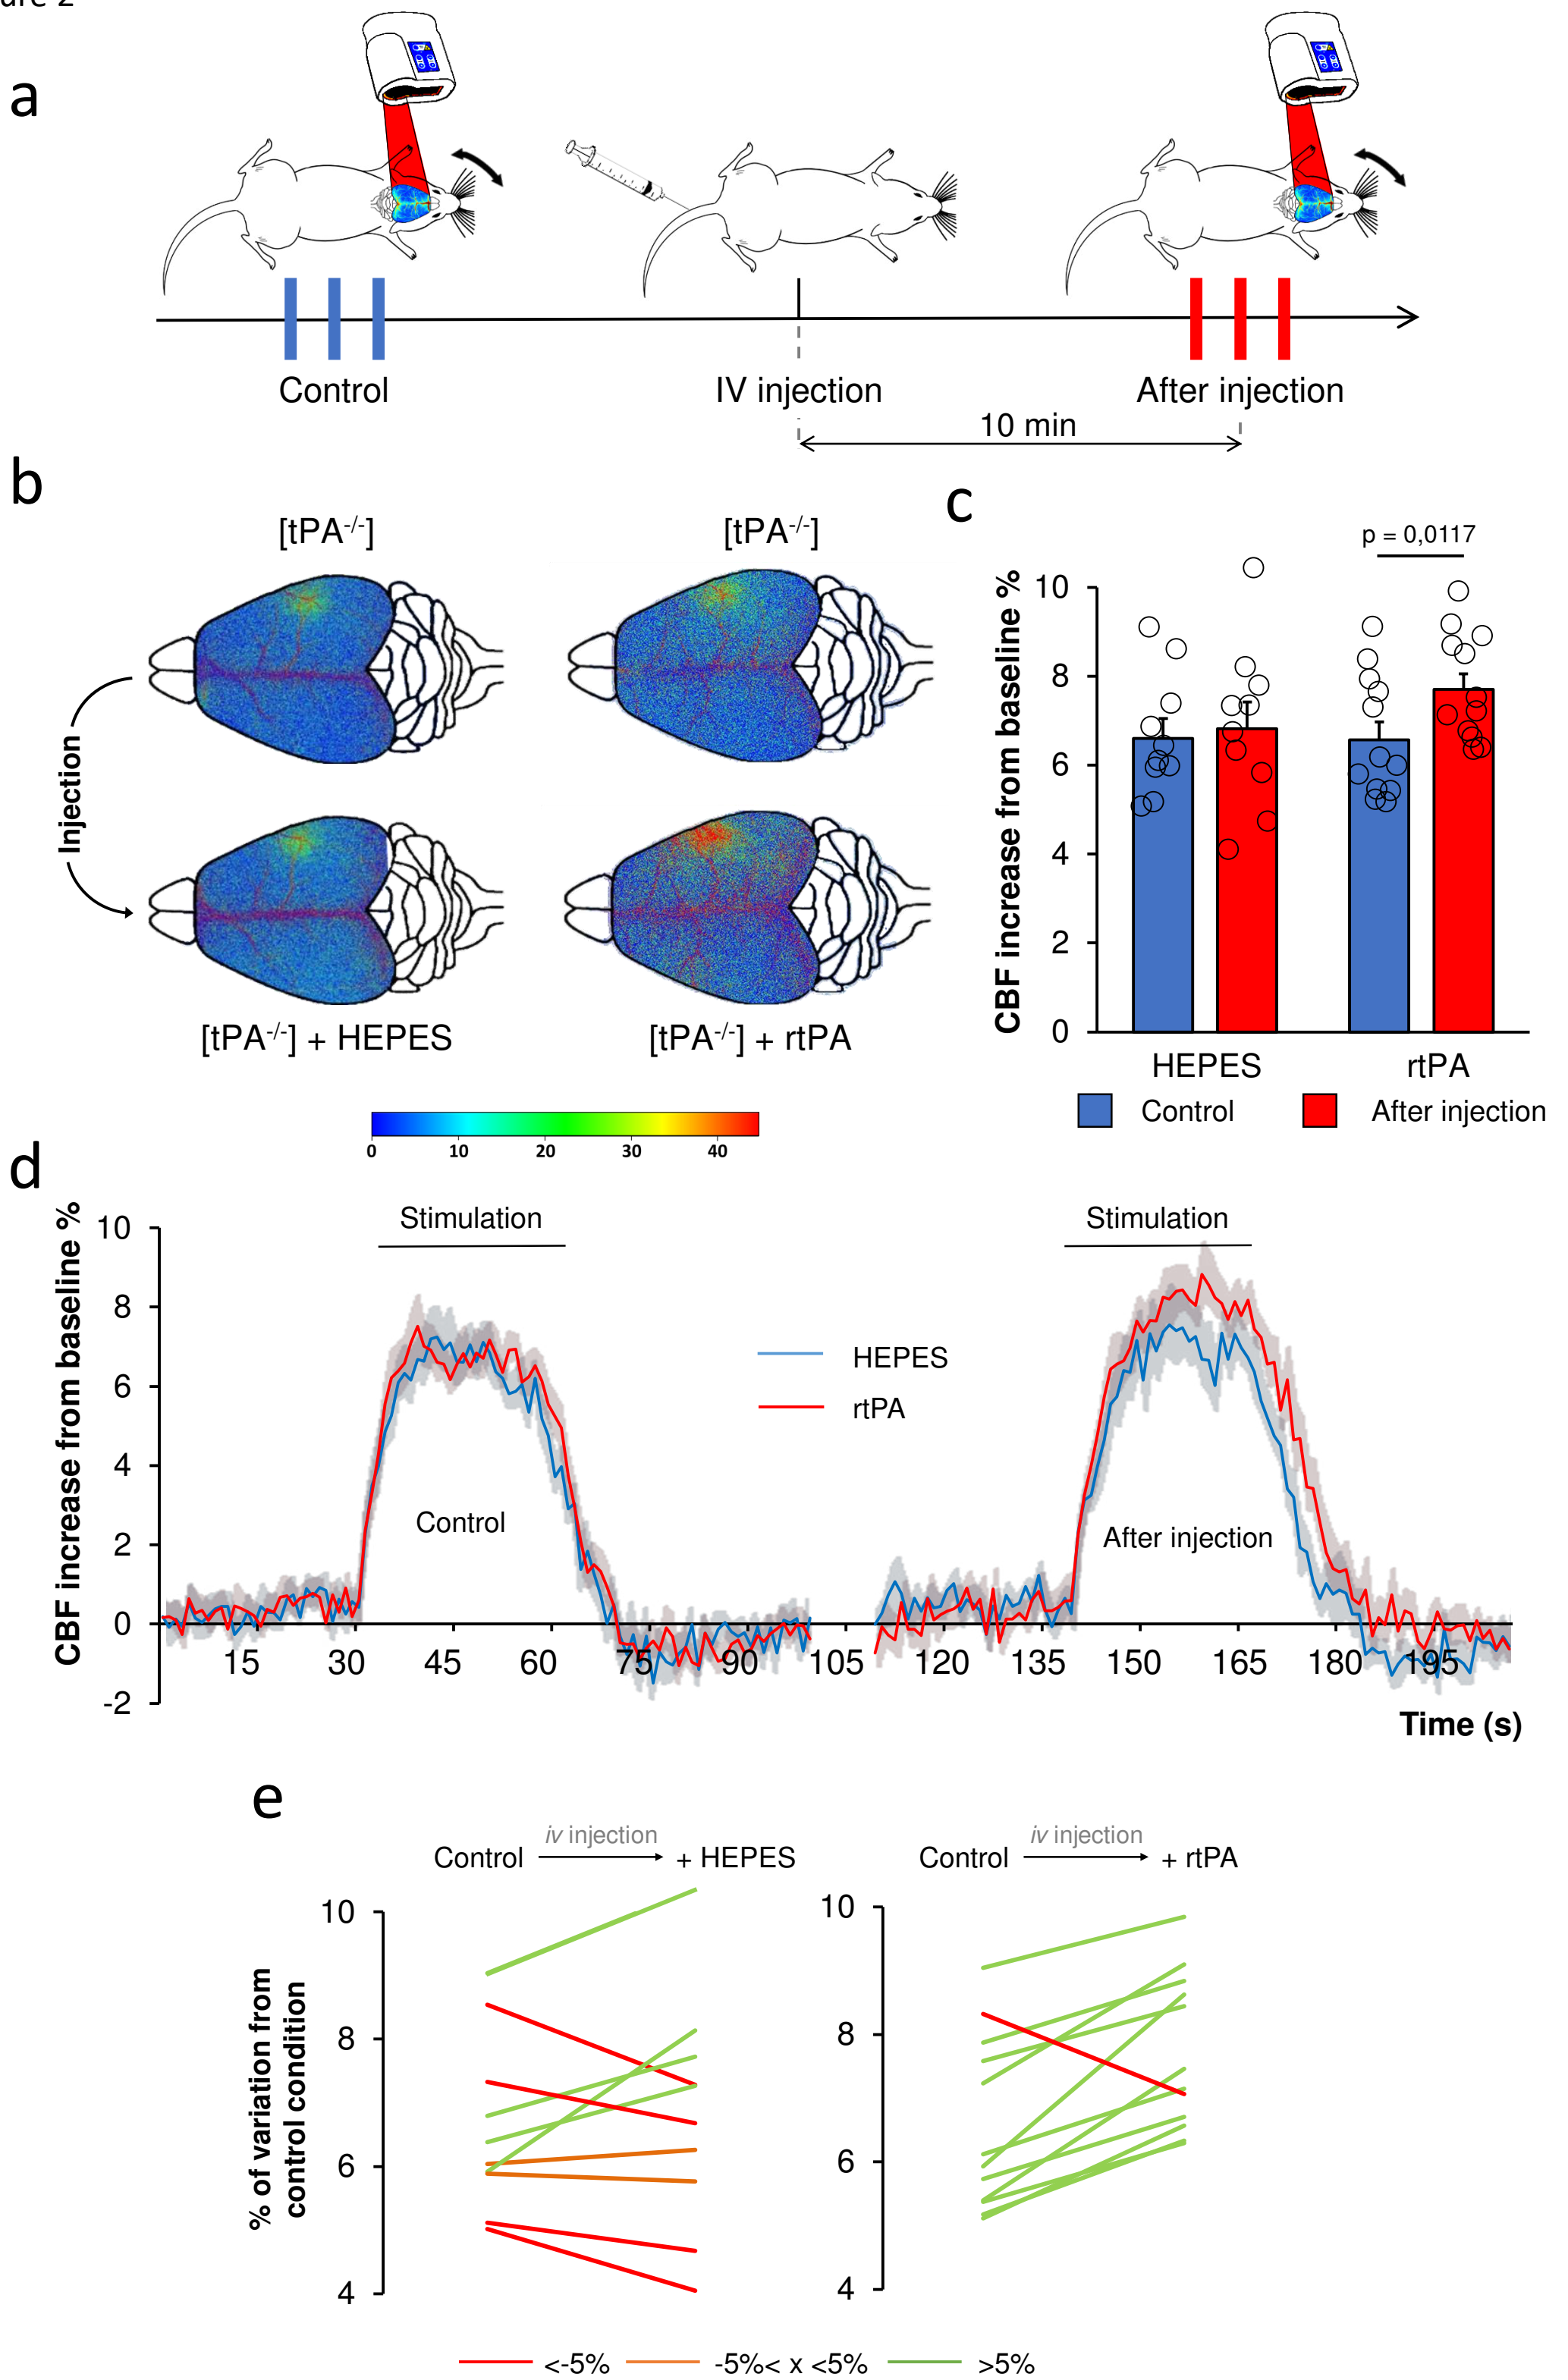 ure 2
a
Control
IV injection
After injection
10 min
b
[tPA-/-]
[tPA-/-]
Injection
[tPA-/-] + HEPES
[tPA-/-] + rtPA
0 10 20 30 40
c
p = 0,0117
CBF increase from baseline %
10
8
6
4
2
0
HEPES rtPA
Control After injection
d
CBF increase from baseline %
10
8
6
4
2
0
-2
Stimulation
Stimulation
HEPES
rtPA
Control
After injection
15 30 45 60 75 90 105 120 135 150 165 180 195
Time (s)
e
iv injection
Control + HEPES
iv injection
Control + rtPA
% of variation from
control condition
10
8
6
4
10
8
6
4
<-5% -5%< x <5% >5%